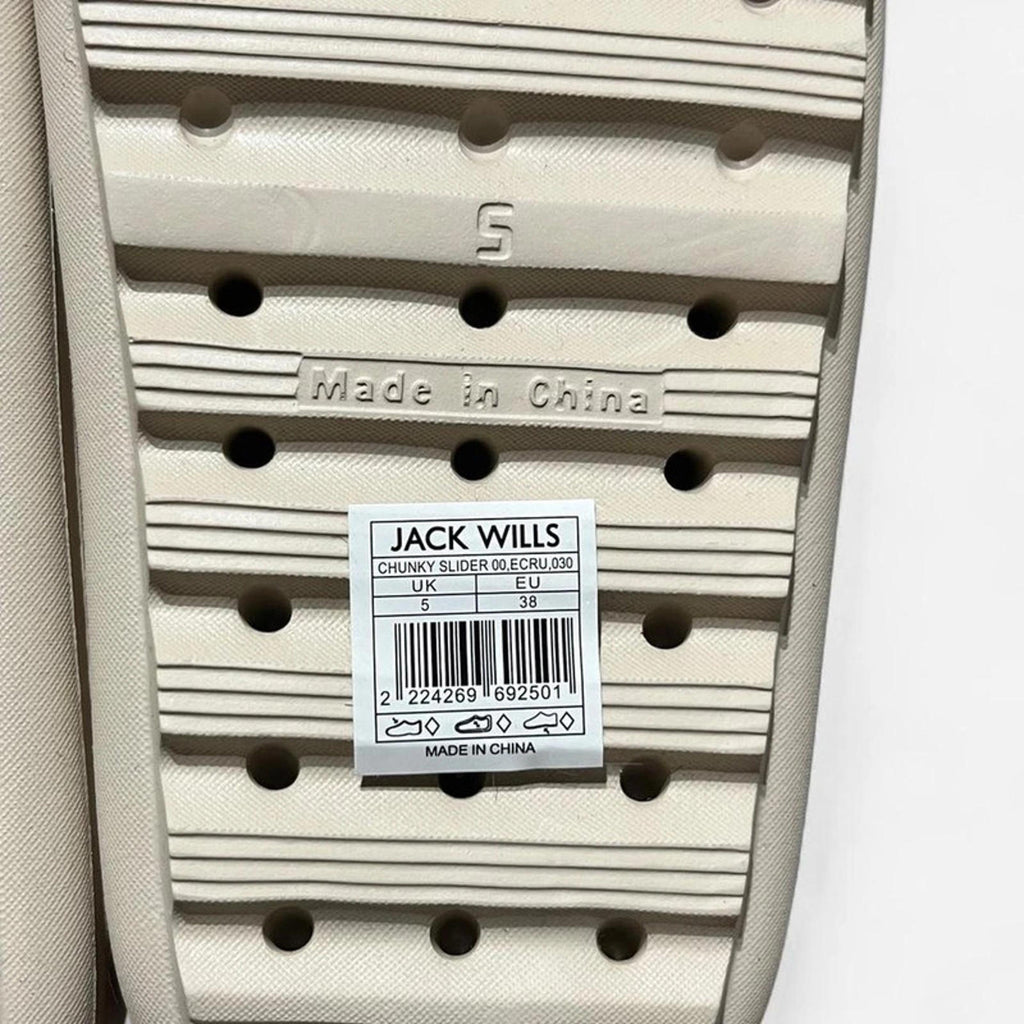 5
Made in China
JACK WILLS
CHUNKY SLIDER 00,ECRU,030
UK EU
5 38
2 224269 692501
MADE IN CHINA